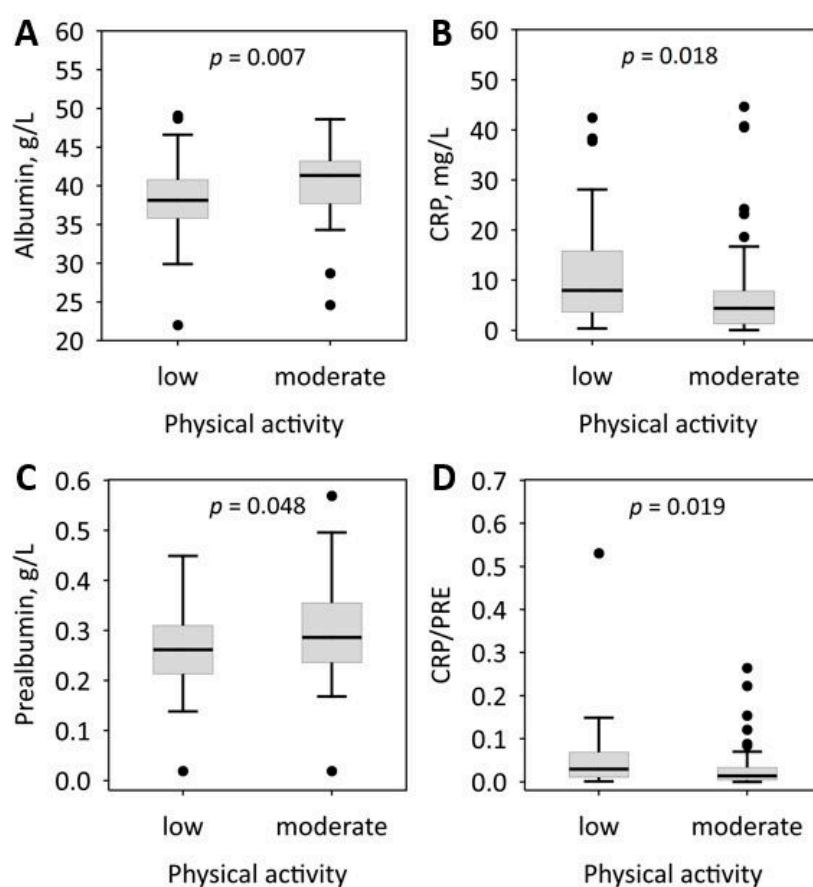 A
p = 0.007
Albumin, g/L
60
55
50
45
40
35
30
25
20
low moderate
Physical activity
B
p = 0.018
CRP, mg/L
60
50
40
30
20
10
0
low moderate
Physical activity
C
p = 0.048
Prealbumin, g/L
0.6
0.5
0.4
0.3
0.2
0.1
0.0
low moderate
Physical activity
D
p = 0.019
CRP/PRE
0.7
0.6
0.5
0.4
0.3
0.2
0.1
0.0
low moderate
Physical activity